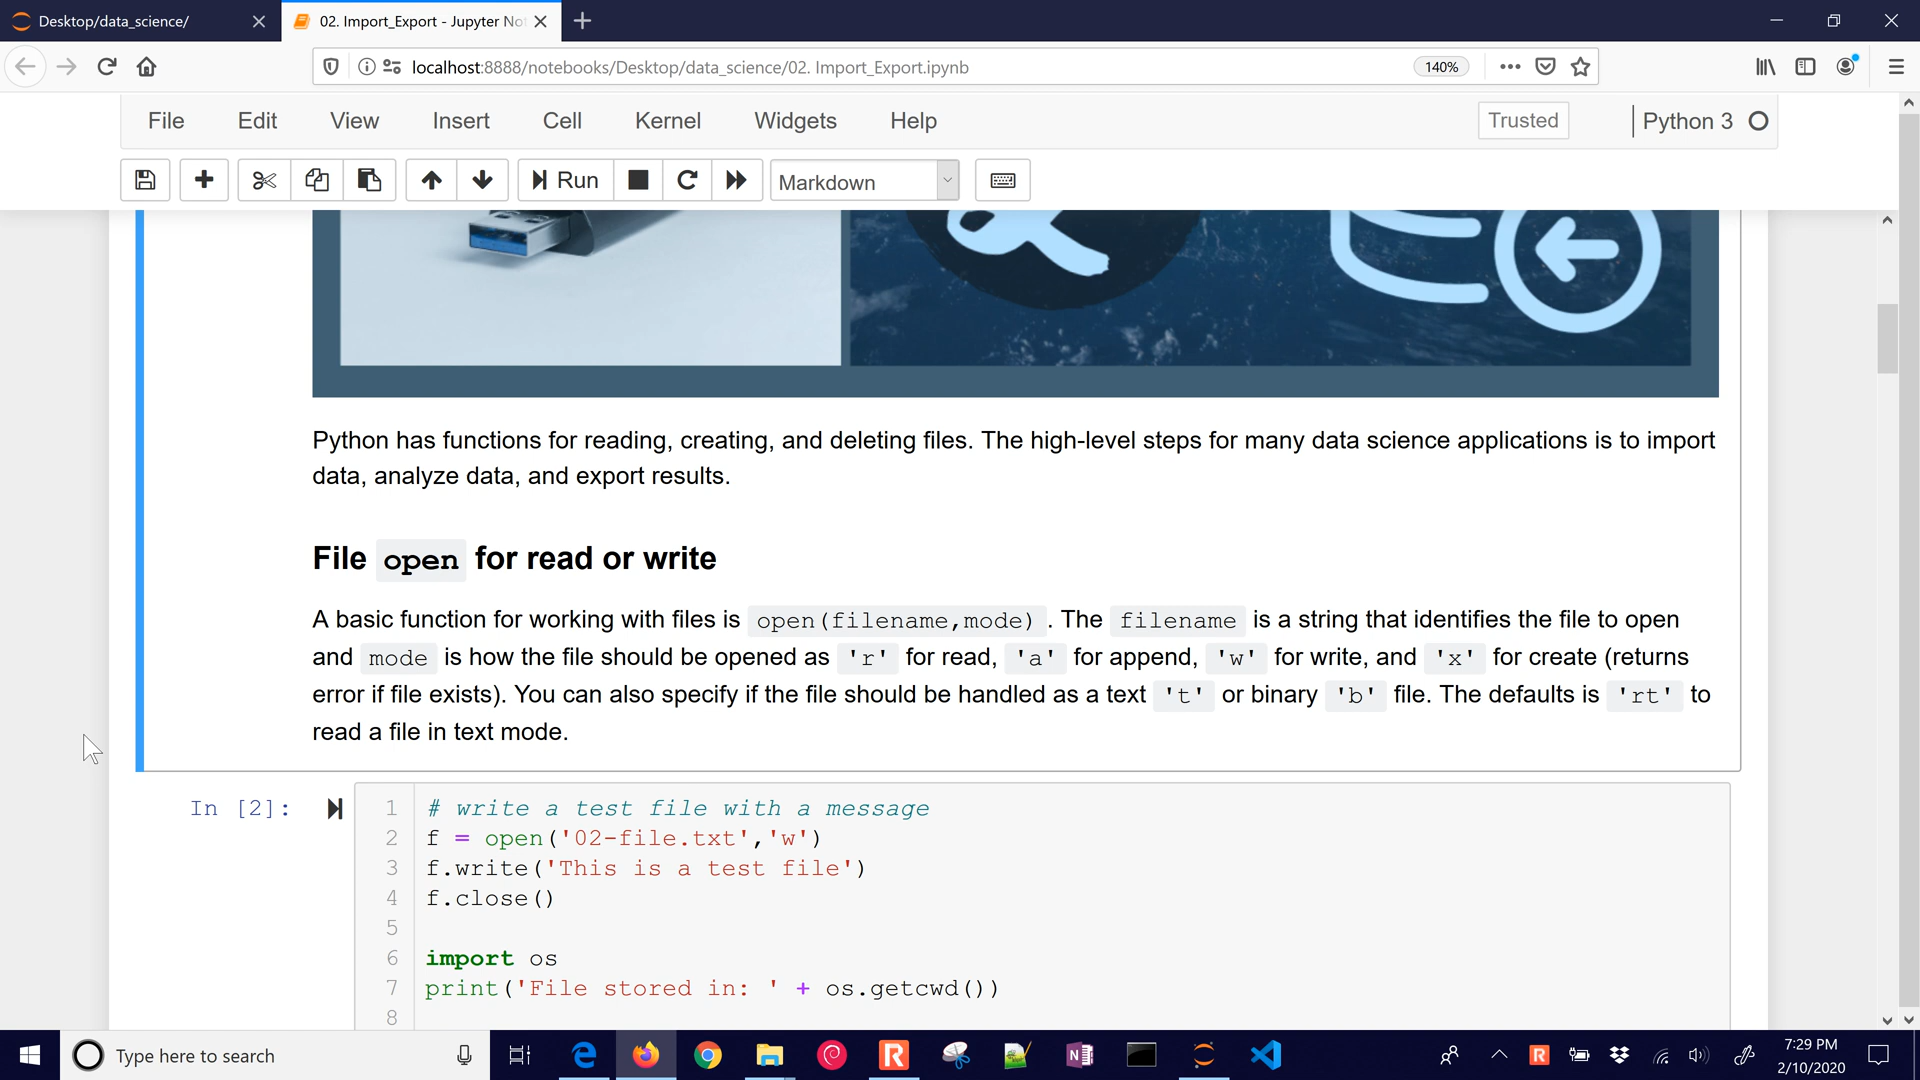 Desktop/data_science/
02. Import_Export - Jupyter Not
localhost:8888/notebooks/Desktop/data_science/02. Import_Export.ipynb
140%
File Edit View Insert Cell Kernel Widgets Help
Trusted
Python 3
Run
Markdown
Python has functions for reading, creating, and deleting files. The high-level steps for many data science applications is to import
data, analyze data, and export results.
File open for read or write
A basic function for working with files is open(filename,mode). The filename is a string that identifies the file to open
and mode is how the file should be opened as 'r' for read, 'a' for append, 'w' for write, and 'x' for create (returns
error if file exists). You can also specify if the file should be handled as a text 't' or binary 'b' file. The defaults is 'rt' to
read a file in text mode.
In [2]:
1 # write a test file with a message
2 f = open('02-file.txt','w')
3 f.write('This is a test file')
4 f.close()
5
6 import os
7 print('File stored in: ' + os.getcwd())
8
Type here to search
7:29 PM
2/10/2020